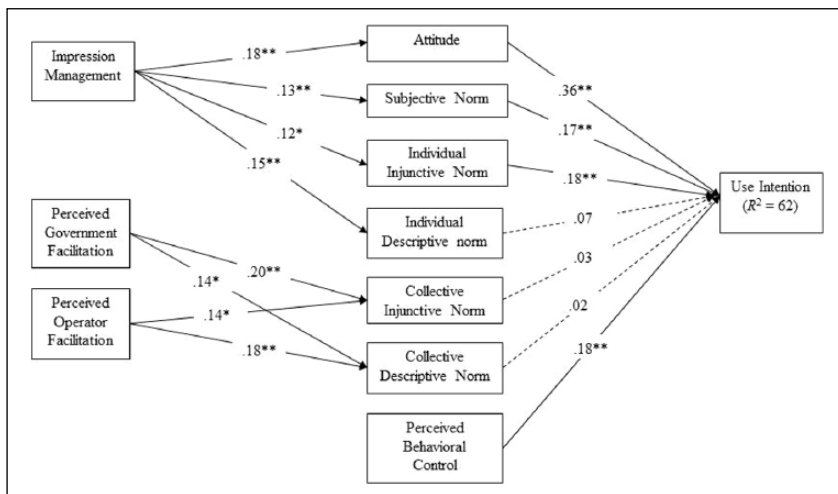 Impression
Management
Perceived
Government
Facilitation
Perceived
Operator
Facilitation
.18**
.13**
.12*
.15**
.20**
.14*
.14*
.18**
Attitude
Subjective Norm
Individual
Injunctive Norm
Individual
Descriptive norm
Collective
Injunctive Norm
Collective
Descriptive Norm
Perceived
Behavioral
Control
.36**
.17**
.18**
.07
.03
.02
.18**
Use Intention
(R² = 62)